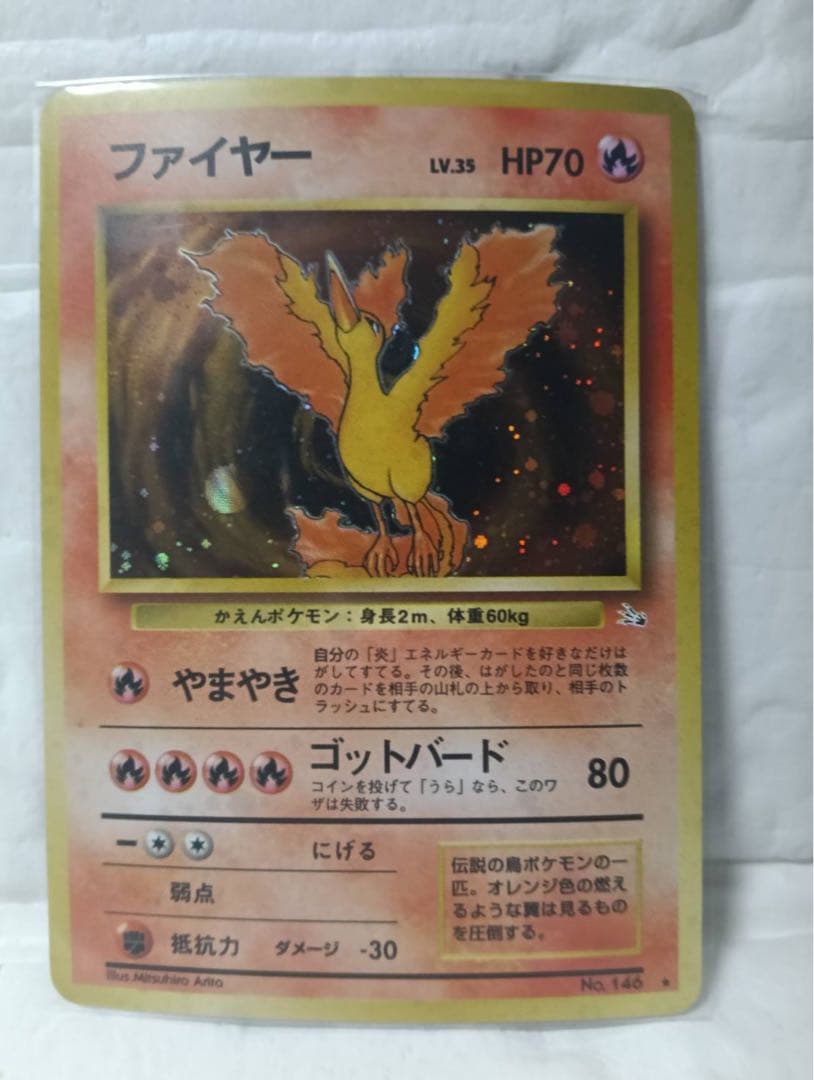 ファイヤー LV.35 HP70
かえんポケモン：身長2m、体重60kg
やまやき
自分の「炎」エネルギーカードを好きなだけは
がしてすてる。その後、はがしたのと同じ枚数
のカードを相手の山札の上から取り、相手のト
ラッシュにすてる。
ゴットバード 80
コインを投げて「うら」なら、このワ
ザは失敗する。
にげる
弱点
抵抗力 ダメージ -30
伝説の鳥ポケモンの一
匹。オレンジ色の燃え
るような翼は見るもの
を圧倒する。
Illus.Mitsuhiro Arita No. 146 ★